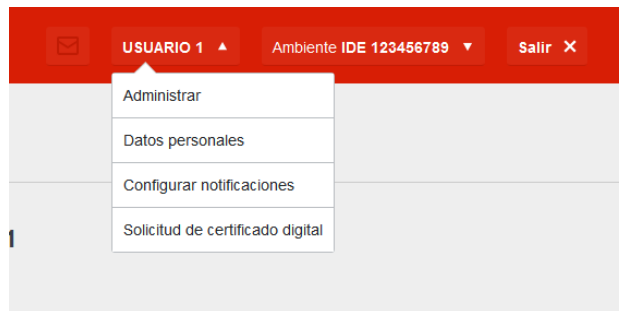 USUARIO 1 ▲ Ambiente IDE 123456789 ▼ Salir ✕
Administrar
Datos personales
Configurar notificaciones
Solicitud de certificado digital